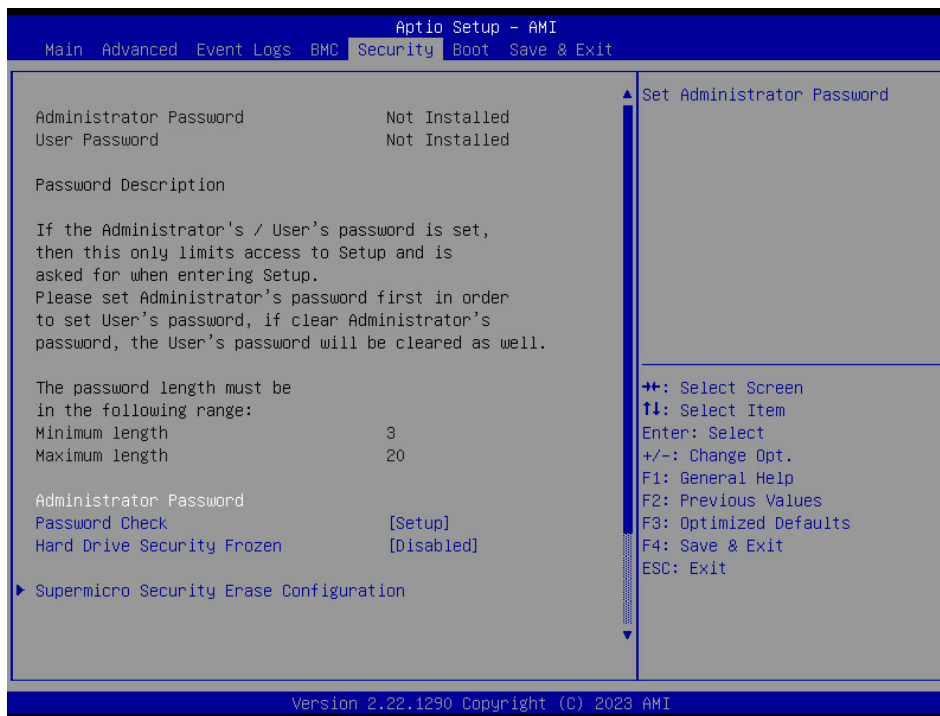 Aptio Setup – AMI
Main Advanced Event Logs BMC Security Boot Save & Exit
Set Administrator Password
Administrator Password Not Installed
User Password Not Installed
Password Description
If the Administrator's / User's password is set,
then this only limits access to Setup and is
asked for when entering Setup.
Please set Administrator's password first in order
to set User's password, if clear Administrator's
password, the User's password will be cleared as well.
The password length must be
in the following range:
Minimum length 3
Maximum length 20
Administrator Password
Password Check [Setup]
Hard Drive Security Frozen [Disabled]
Supermicro Security Erase Configuration
→←: Select Screen
↑↓: Select Item
Enter: Select
+/-: Change Opt.
F1: General Help
F2: Previous Values
F3: Optimized Defaults
F4: Save & Exit
ESC: Exit
Version 2.22.1290 Copyright (C) 2023 AMI